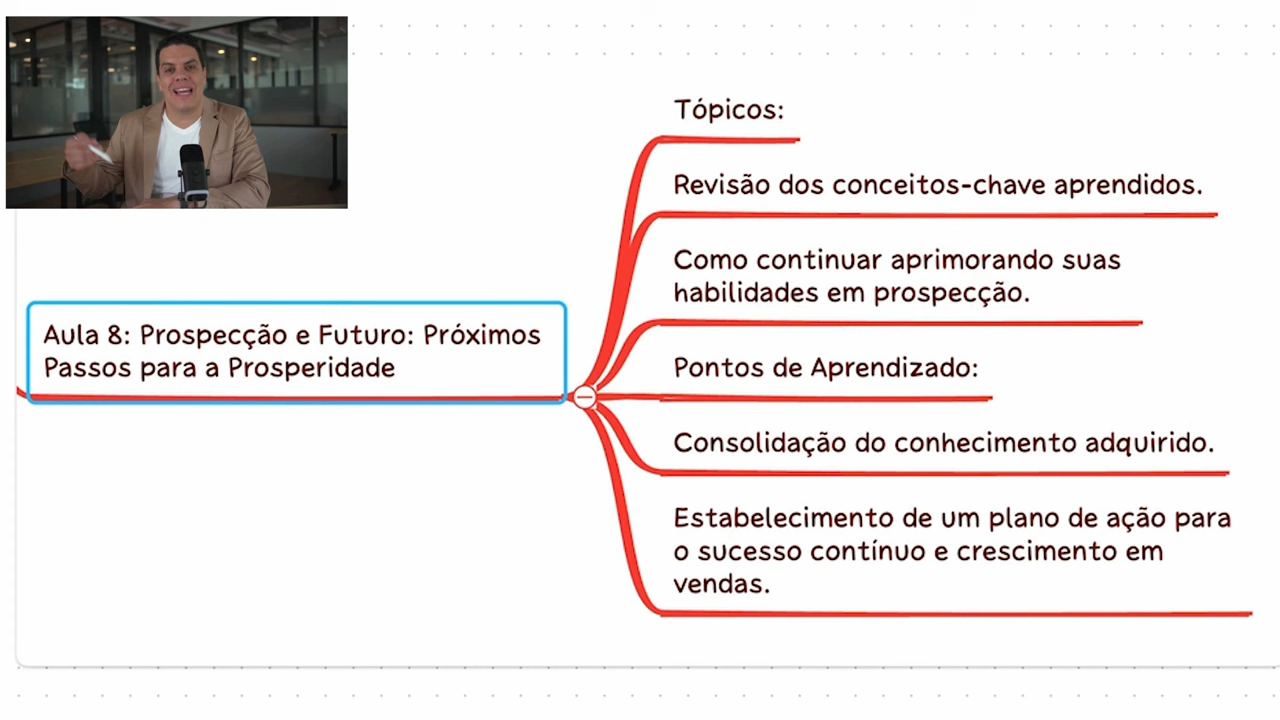 Aula 8: Prospecção e Futuro: Próximos
Passos para a Prosperidade
Tópicos:
Revisão dos conceitos-chave aprendidos.
Como continuar aprimorando suas
habilidades em prospecção.
Pontos de Aprendizado:
Consolidação do conhecimento adquirido.
Estabelecimento de um plano de ação para
o sucesso contínuo e crescimento em
vendas.